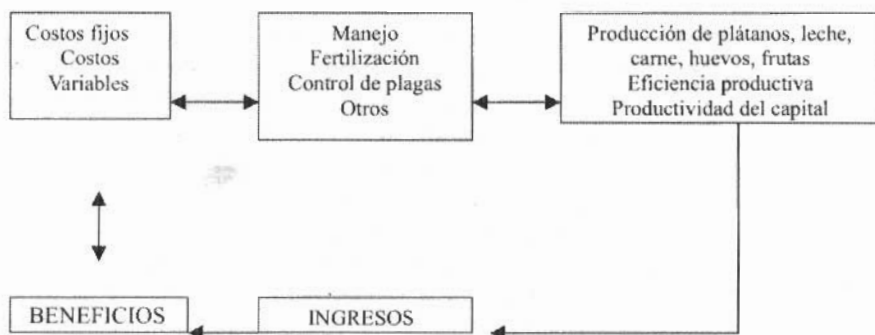 Costos fijos
Costos
Variables
Manejo
Fertilización
Control de plagas
Otros
Producción de plátanos, leche,
carne, huevos, frutas
Eficiencia productiva
Productividad del capital
BENEFICIOS
INGRESOS